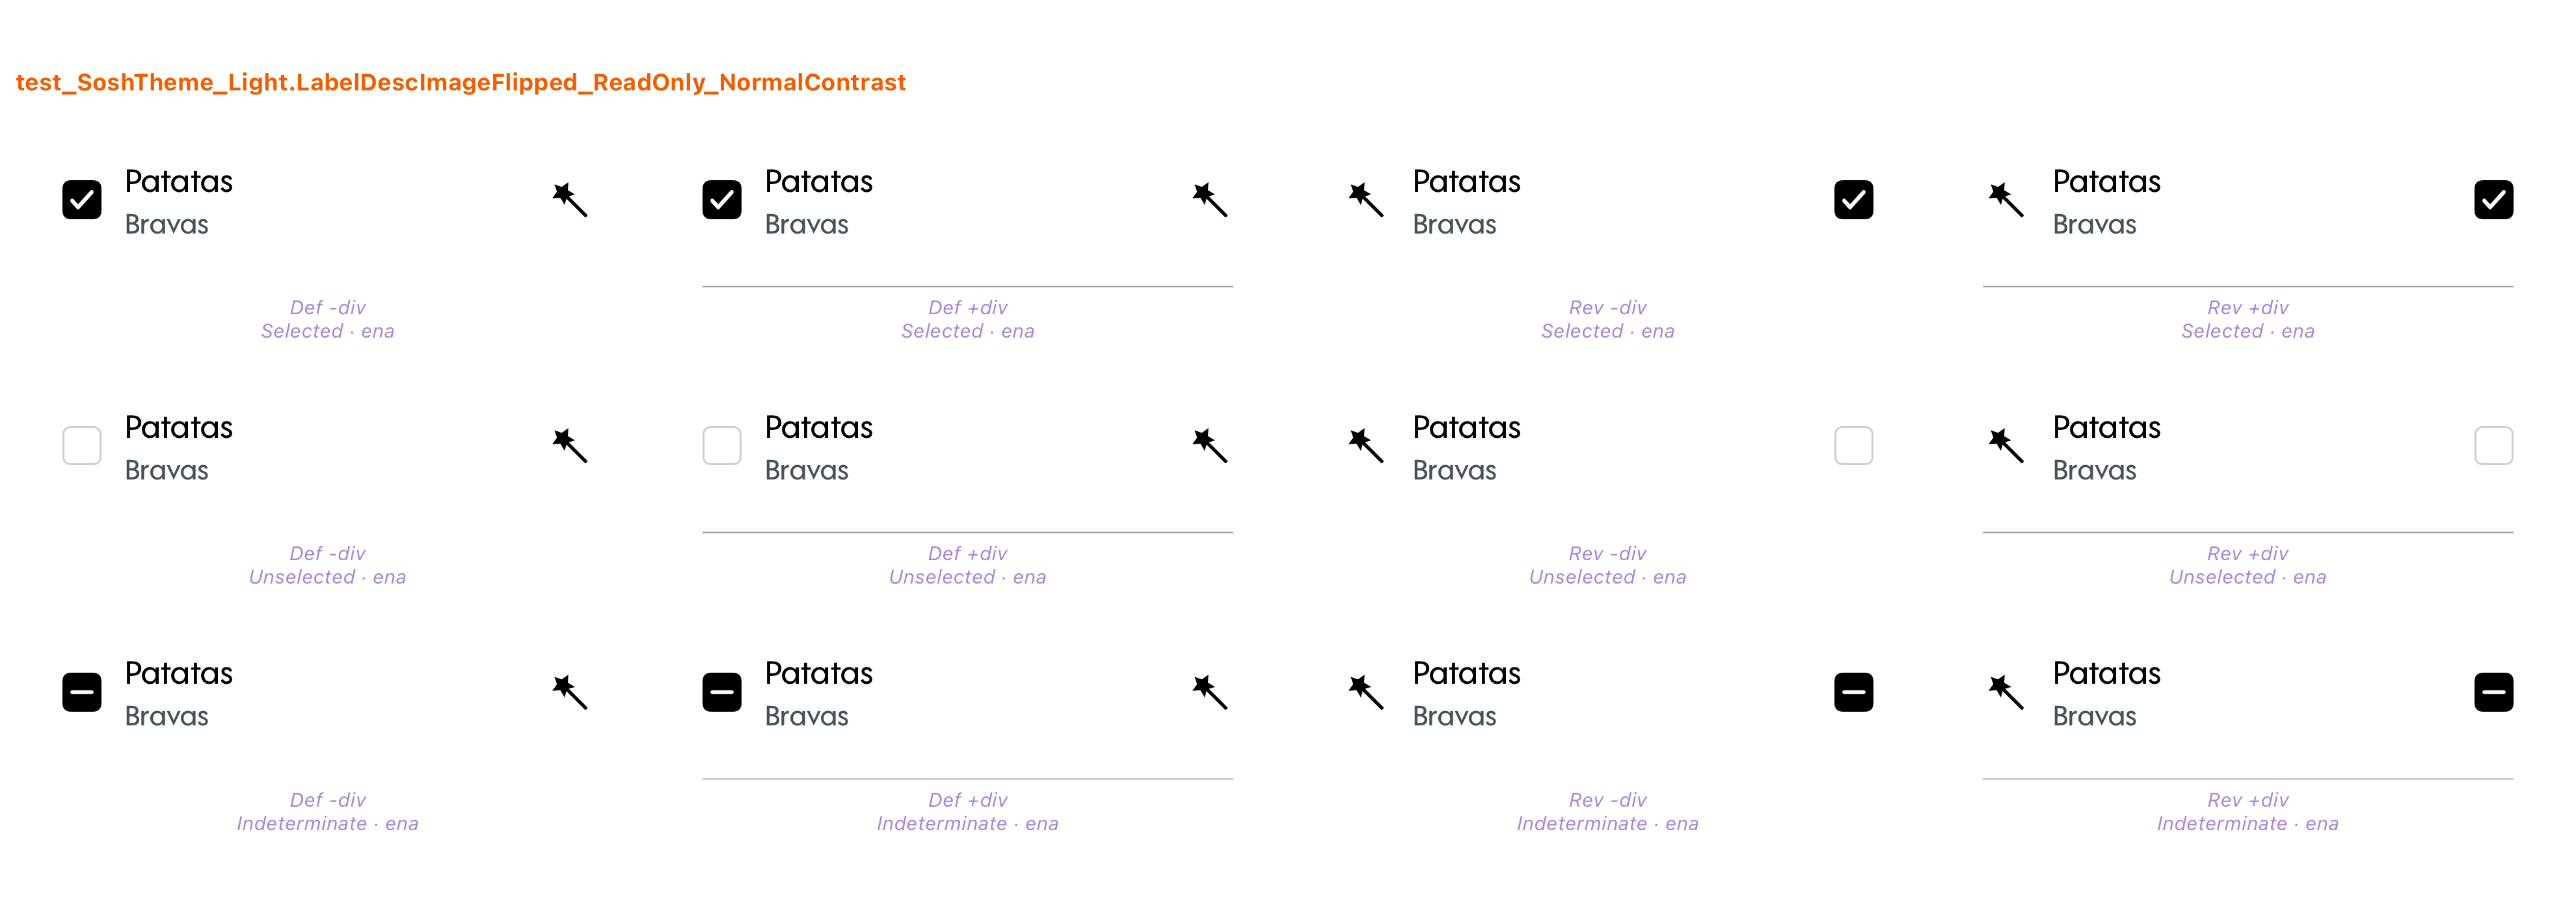 test_SoshTheme_Light.LabelDescImageFlipped_ReadOnly_NormalContrast
Patatas
Bravas
Def -div
Selected · ena
Patatas
Bravas
Def +div
Selected · ena
Patatas
Bravas
Rev -div
Selected · ena
Patatas
Bravas
Rev +div
Selected · ena
Patatas
Bravas
Def -div
Unselected · ena
Patatas
Bravas
Def +div
Unselected · ena
Patatas
Bravas
Rev -div
Unselected · ena
Patatas
Bravas
Rev +div
Unselected · ena
Patatas
Bravas
Def -div
Indeterminate · ena
Patatas
Bravas
Def +div
Indeterminate · ena
Patatas
Bravas
Rev -div
Indeterminate · ena
Patatas
Bravas
Rev +div
Indeterminate · ena